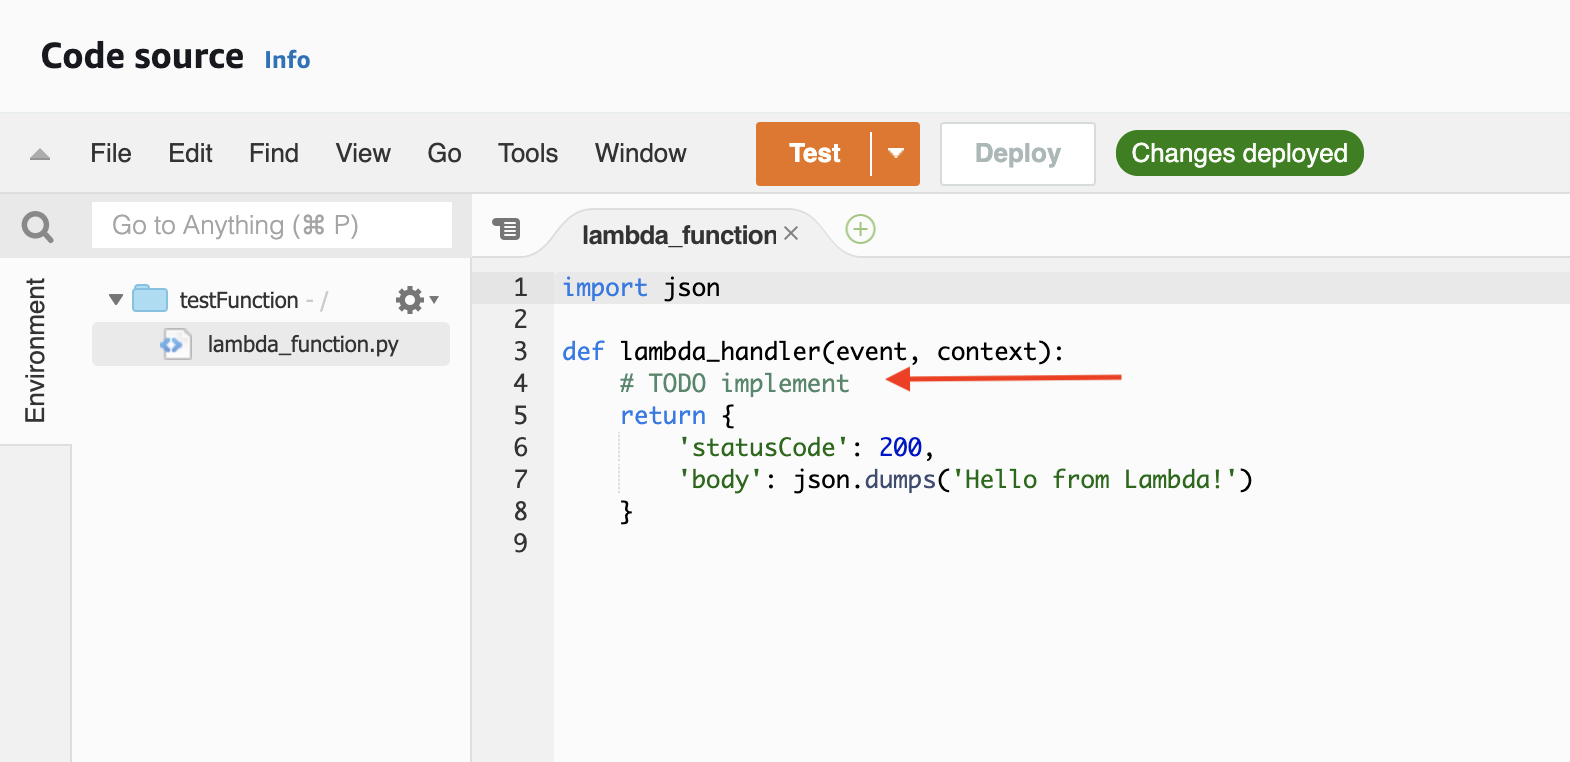 Code source Info
File Edit Find View Go Tools Window Test Deploy Changes deployed
Go to Anything (⌘ P)
lambda_function
Environment
testFunction - /
lambda_function.py
1 import json
2
3 def lambda_handler(event, context):
4     # TODO implement
5     return {
6         'statusCode': 200,
7         'body': json.dumps('Hello from Lambda!')
8     }
9